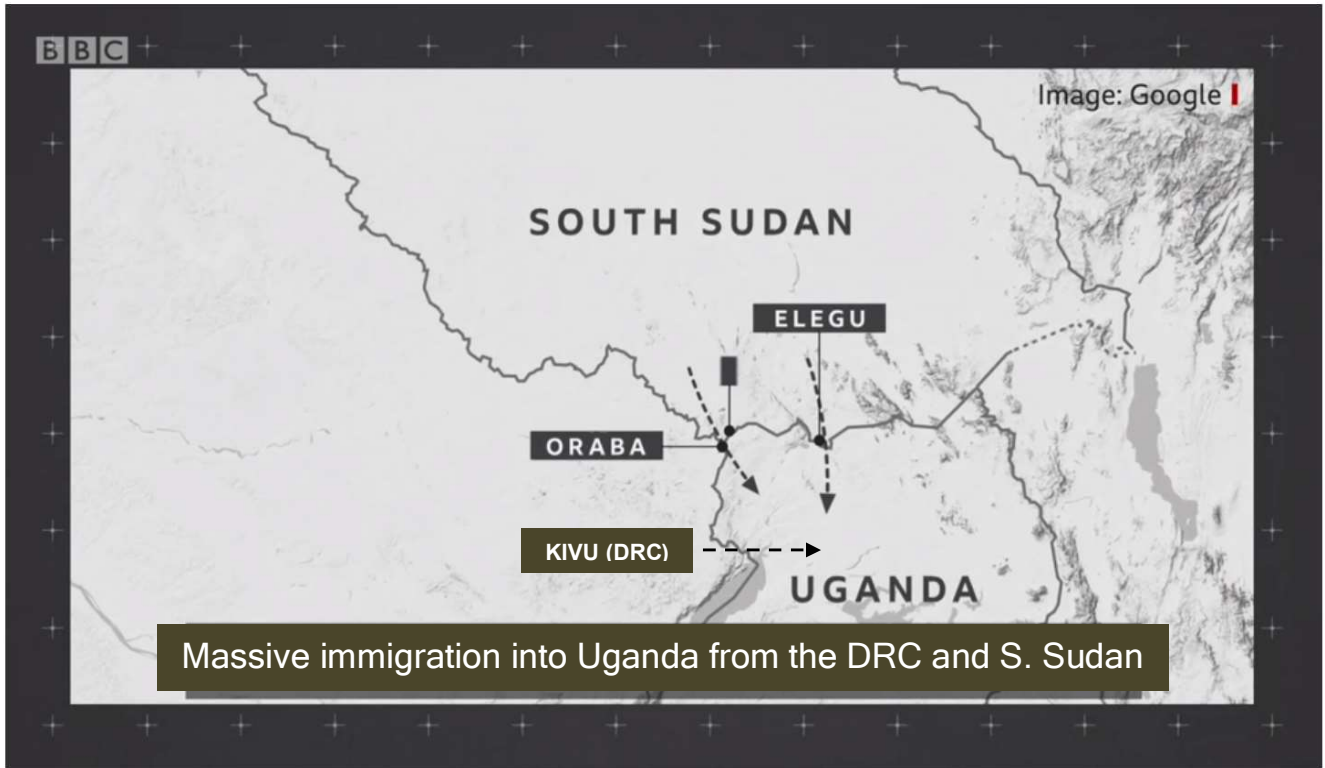 BBC
Image: Google
SOUTH SUDAN
ELEGU
ORABA
KIVU (DRC)
UGANDA
Massive immigration into Uganda from the DRC and S. Sudan